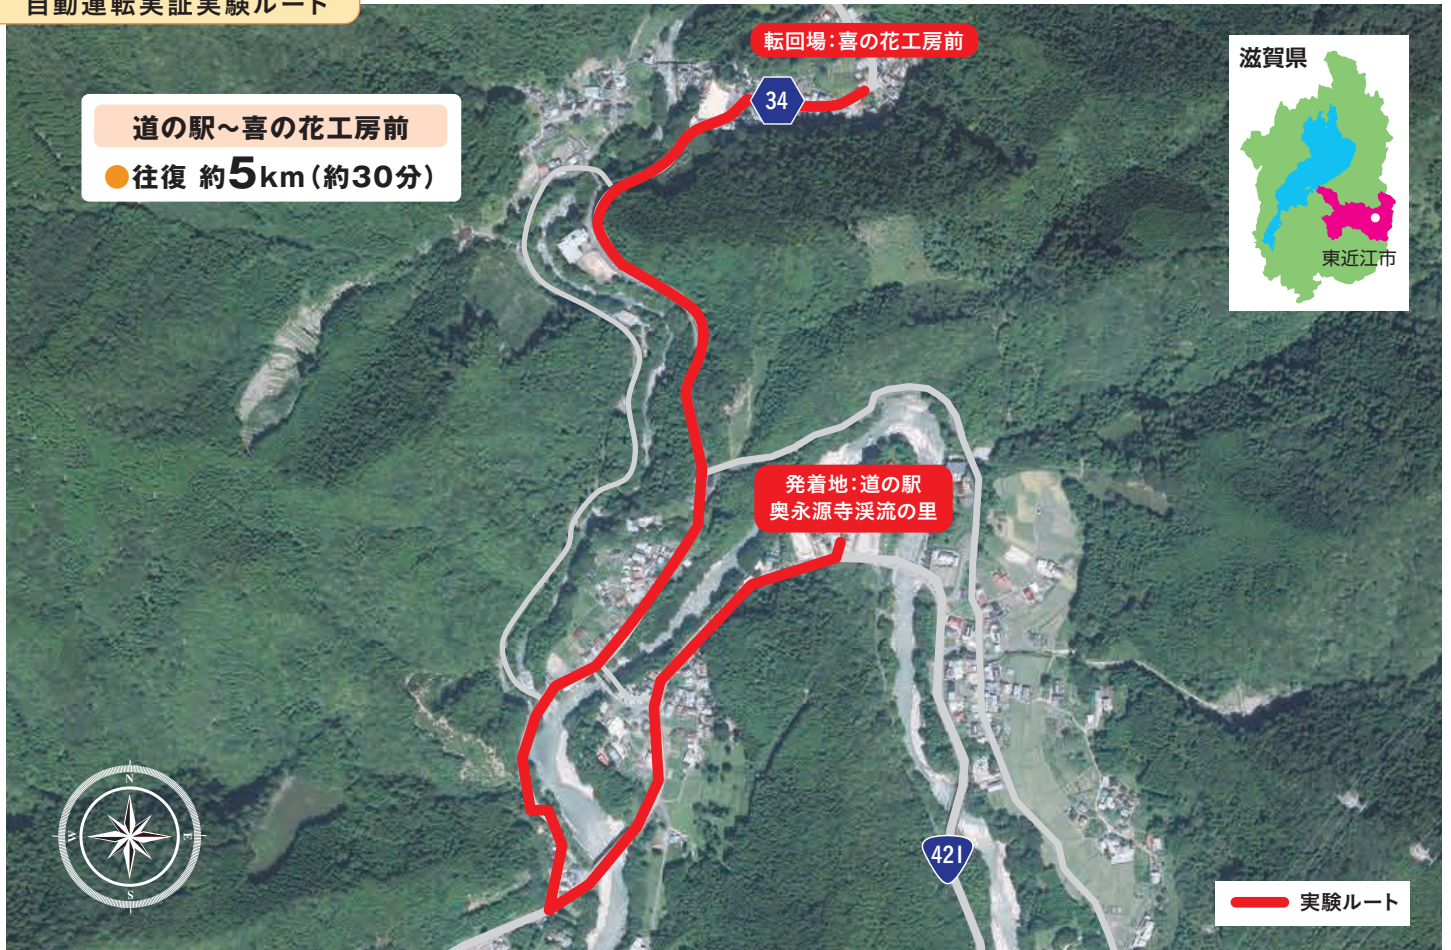 自動運転実証実験ルート
転回場：喜の花工房前
34
滋賀県
道の駅～喜の花工房前
●往復 約5km（約30分）
東近江市
発着地：道の駅
奥永源寺渓流の里
N
W
E
S
421
実験ルート